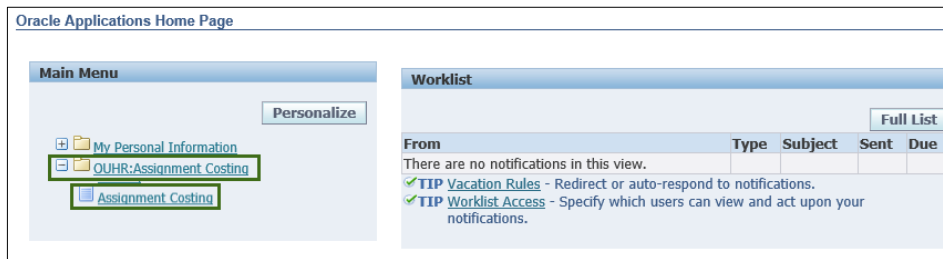 Oracle Applications Home Page
Main Menu
Personalize
My Personal Information
OUHR:Assignment Costing
Assignment Costing
Worklist
Full List
From Type Subject Sent Due
There are no notifications in this view.
TIP Vacation Rules - Redirect or auto-respond to notifications.
TIP Worklist Access - Specify which users can view and act upon your
notifications.